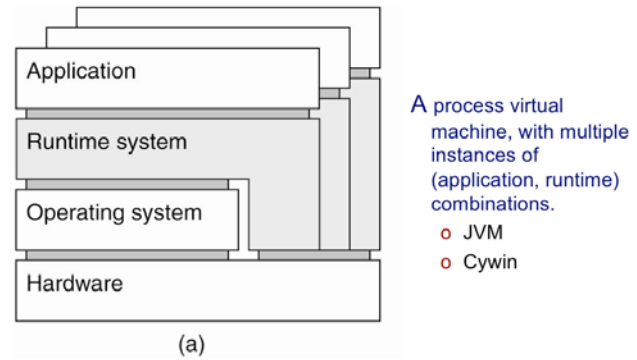 Application
Runtime system
Operating system
Hardware
(a)
A process virtual
machine, with multiple
instances of
(application, runtime)
combinations.
o JVM
o Cywin